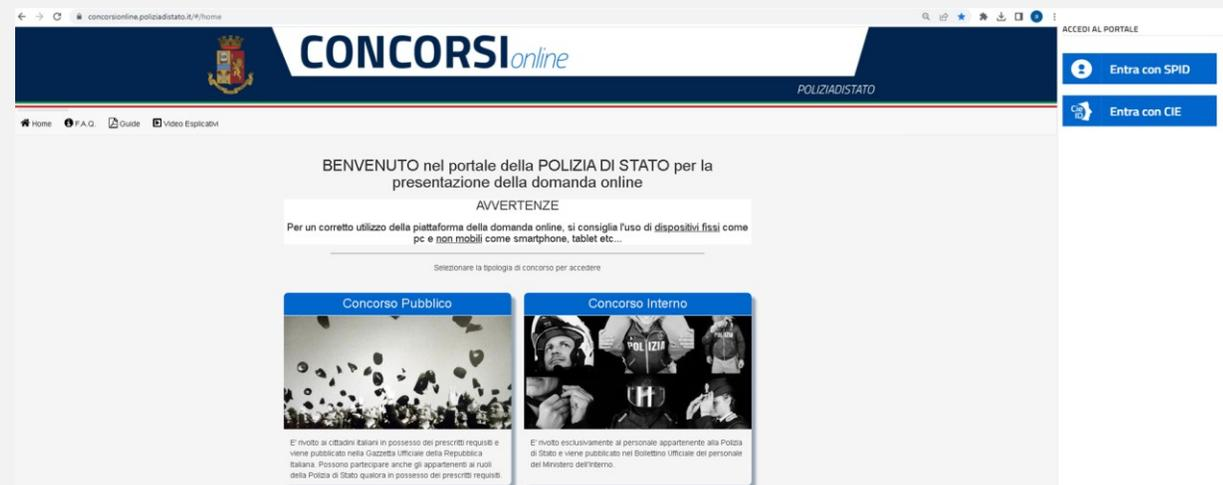 concorsionline.poliziadistato.it/#/home
ACCEDI AL PORTALE
CONCORSIonline
POLIZIADISTATO
Entra con SPID
Entra con CIE
Home F.A.Q. Guide Video Esplicativi
BENVENUTO nel portale della POLIZIA DI STATO per la
presentazione della domanda online
AVVERTENZE
Per un corretto utilizzo della piattaforma della domanda online, si consiglia l'uso di dispositivi fissi come
pc e non mobili come smartphone, tablet etc...
Selezionare la tipologia di concorso per accedere
Concorso Pubblico
POLIZIA
E' rivolto ai cittadini italiani in possesso dei prescritti requisiti e
viene pubblicato nella Gazzetta Ufficiale della Repubblica
Italiana. Possono partecipare anche gli appartenenti ai ruoli
della Polizia di Stato qualora in possesso dei prescritti requisiti.
Concorso Interno
E' rivolto esclusivamente al personale appartenente alla Polizia
di Stato e viene pubblicato nel Bollettino Ufficiale del personale
del Ministero dell'Interno.